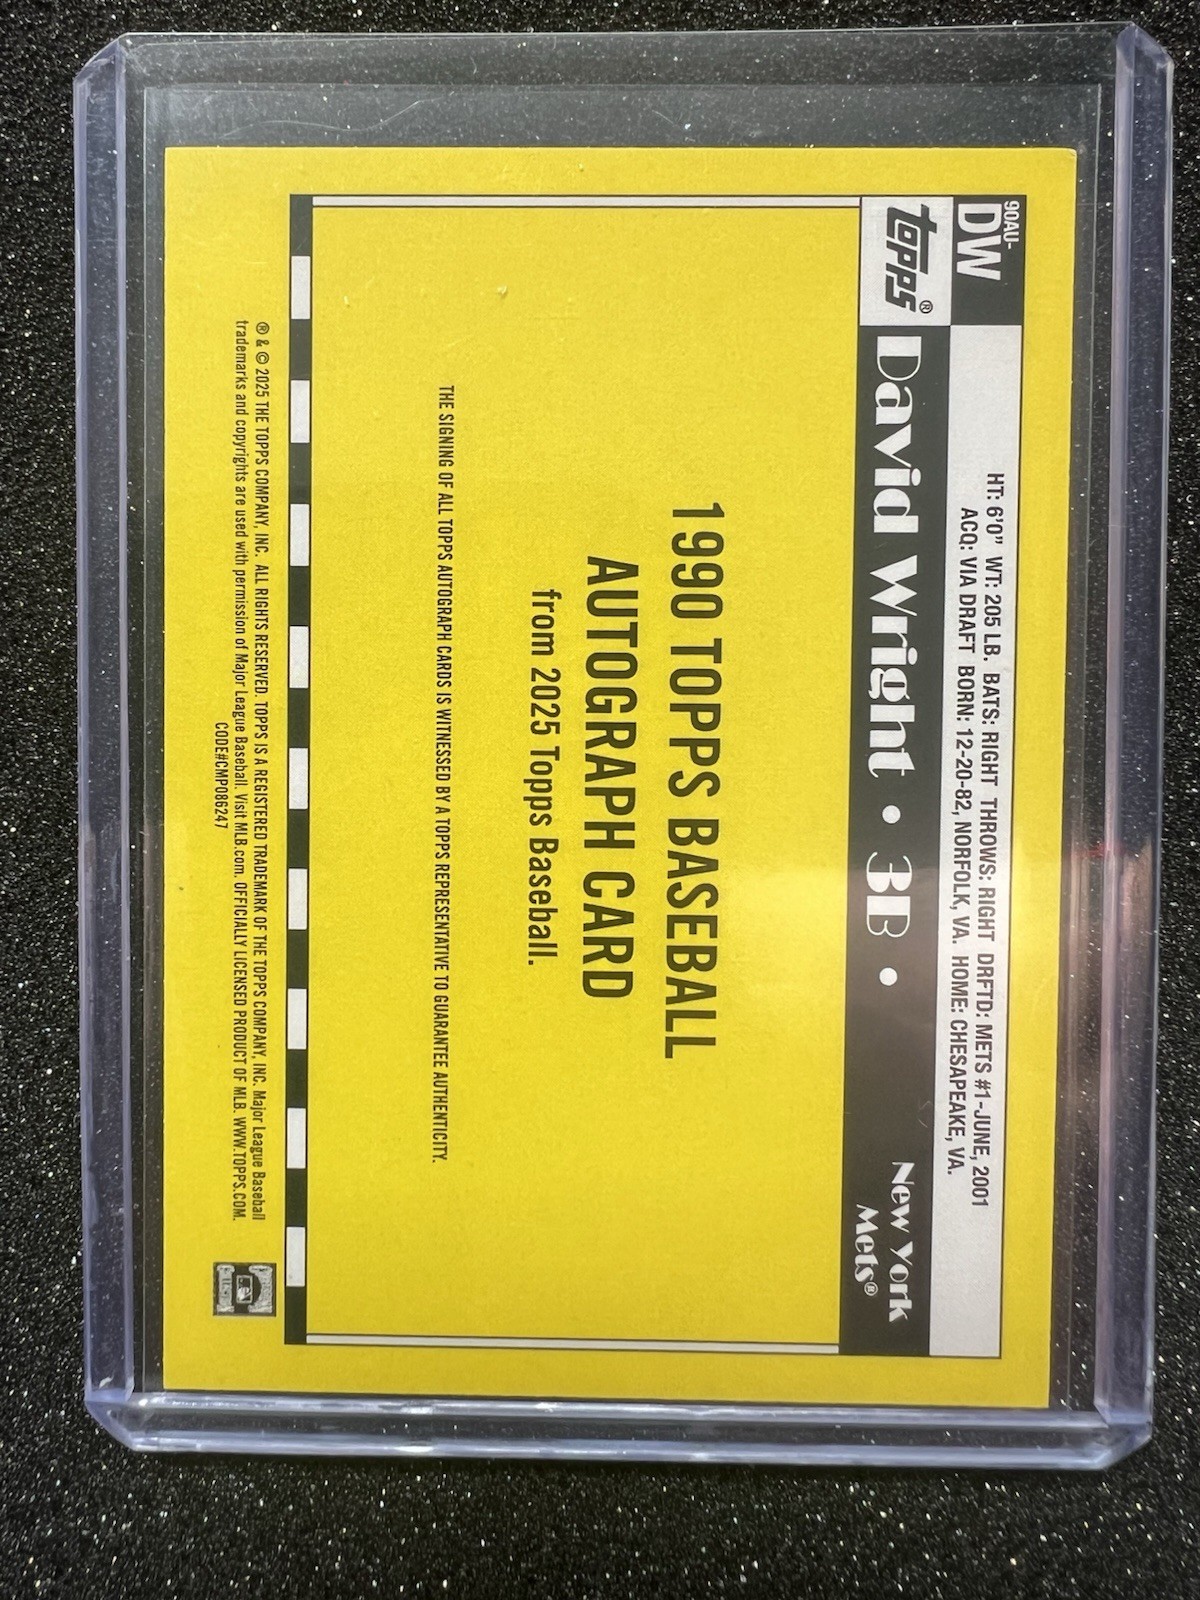 90AU-
DW
HT: 6'0" WT: 205 LB. BATS: RIGHT THROWS: RIGHT DRFTD: METS #1-JUNE, 2001
ACQ: VIA DRAFT BORN: 12-20-82, NORFOLK, VA. HOME: CHESAPEAKE, VA.
topps® David Wright • 3B • New York
Mets®
1990 TOPPS BASEBALL
AUTOGRAPH CARD
from 2025 Topps Baseball.
THE SIGNING OF ALL TOPPS AUTOGRAPH CARDS IS WITNESSED BY A TOPPS REPRESENTATIVE TO GUARANTEE AUTHENTICITY.
® & © 2025 THE TOPPS COMPANY, INC. ALL RIGHTS RESERVED. TOPPS IS A REGISTERED TRADEMARK OF THE TOPPS COMPANY, INC. Major League Baseball
trademarks and copyrights are used with permission of Major League Baseball. Visit MLB.com. OFFICIALLY LICENSED PRODUCT OF MLB. WWW.TOPPS.COM.
CODE#CMP086247